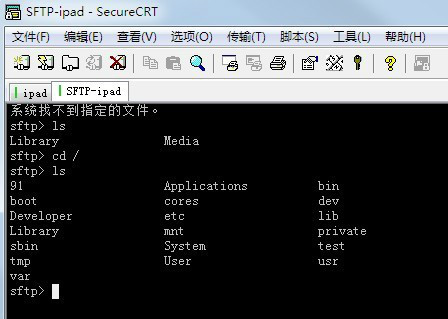 SFTP-ipad - SecureCRT
文件(F) 编辑(E) 查看(V) 选项(O) 传输(T) 脚本(S) 工具(L) 帮助(H)
ipad SFTP-ipad
系统找不到指定的文件。
sftp> ls
Library Media
sftp> cd /
sftp> ls
91 Applications bin
boot cores dev
Developer etc lib
Library mnt private
sbin System test
tmp User usr
var
sftp>